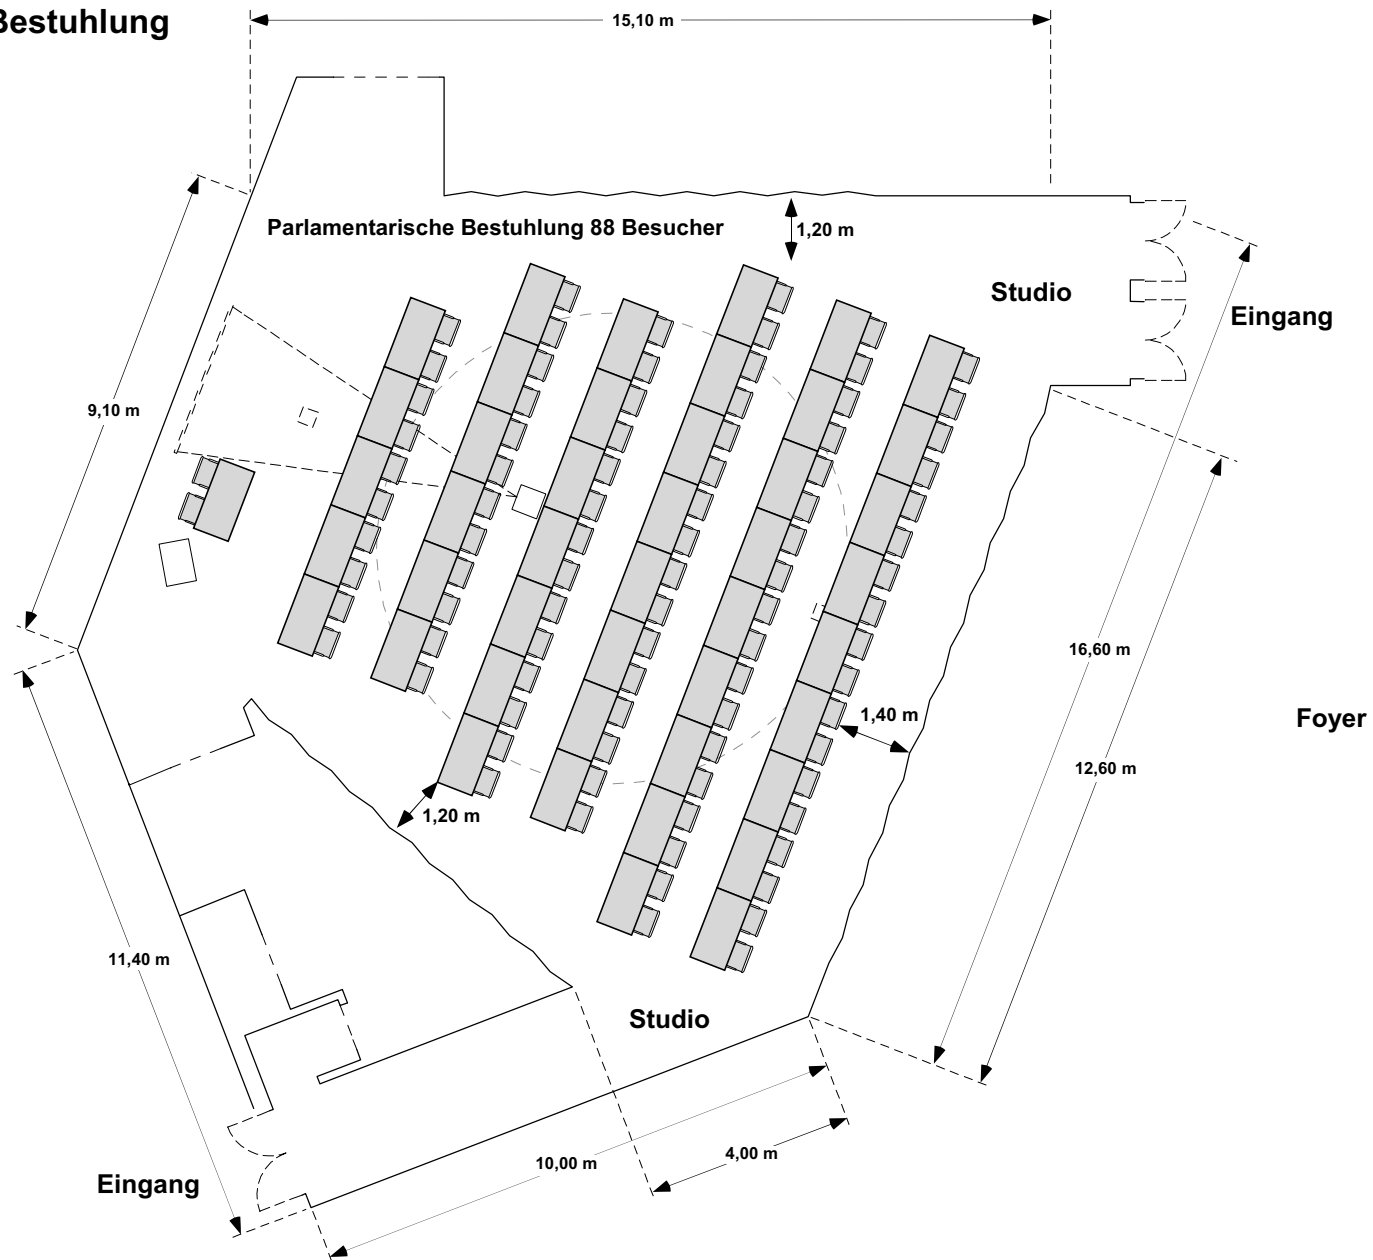 Bestuhlung
15,10 m
Parlamentarische Bestuhlung 88 Besucher
1,20 m
Studio
Eingang
9,10 m
16,60 m
1,40 m
Foyer
12,60 m
1,20 m
11,40 m
Studio
4,00 m
10,00 m
Eingang